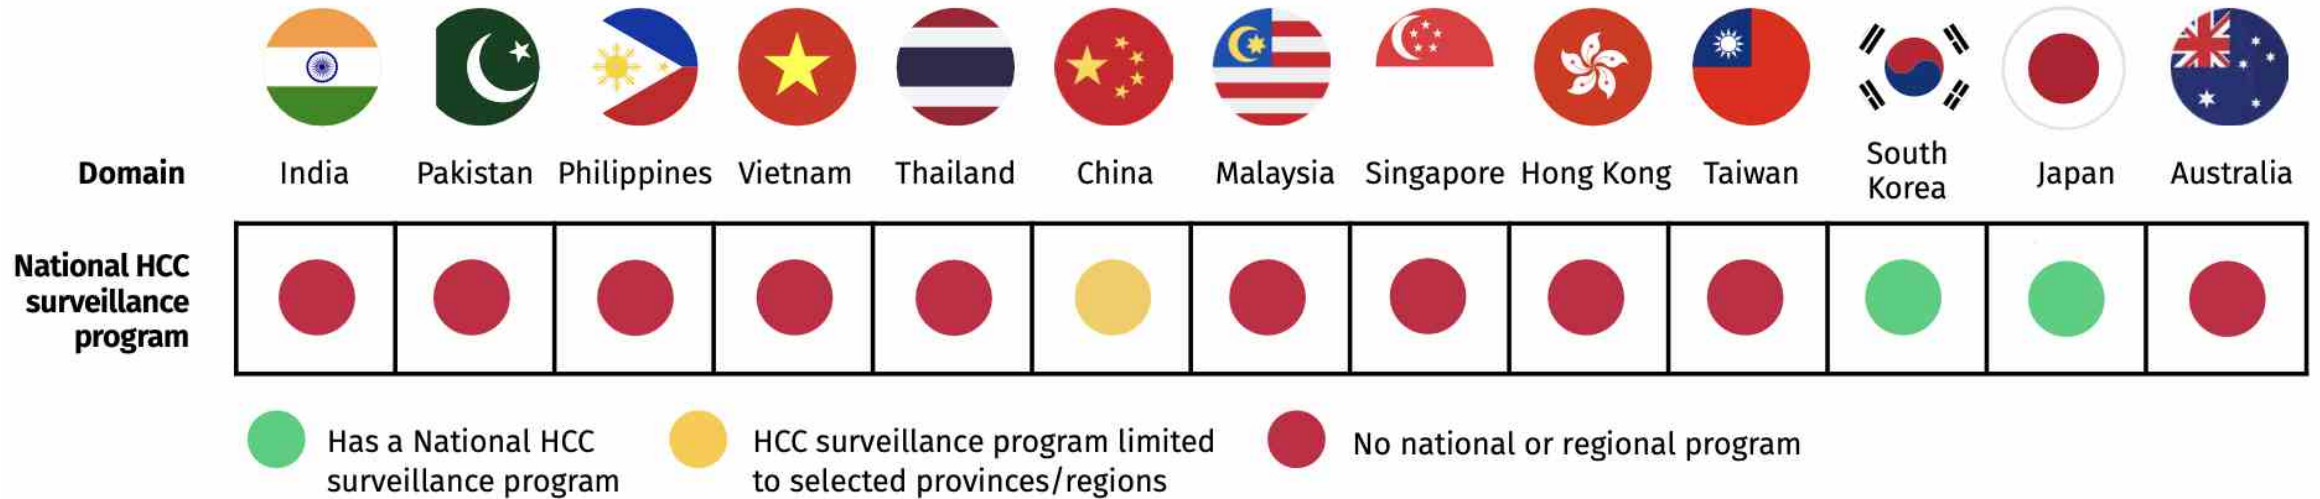 Domain
India
Pakistan
Philippines
Vietnam
Thailand
China
Malaysia
Singapore
Hong Kong
Taiwan
South
Korea
Japan
Australia
National HCC
surveillance
program
Has a National HCC
surveillance program
HCC surveillance program limited
to selected provinces/regions
No national or regional program